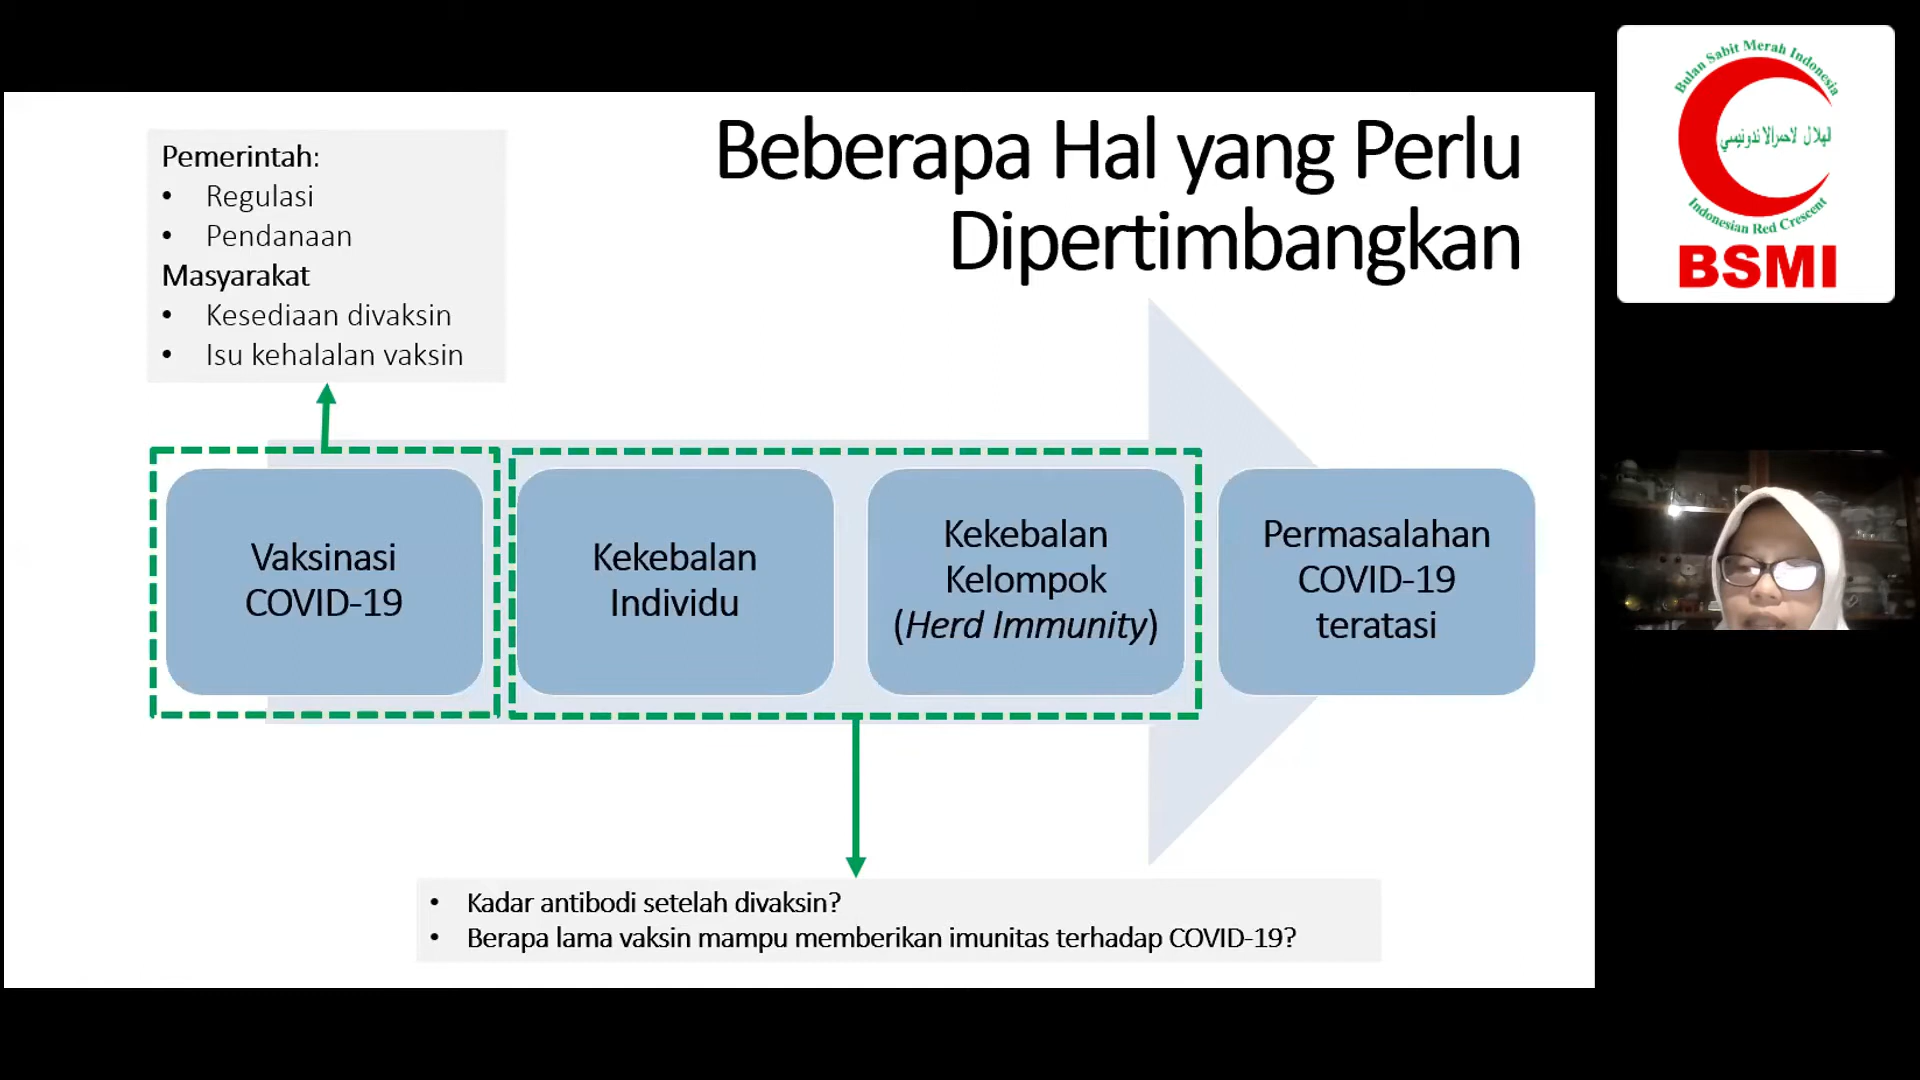 Beberapa Hal yang Perlu
Dipertimbangkan
Pemerintah:
• Regulasi
• Pendanaan
Masyarakat
• Kesediaan divaksin
• Isu kehalalan vaksin
Vaksinasi
COVID-19
Kekebalan
Individu
Kekebalan
Kelompok
(Herd Immunity)
Permasalahan
COVID-19
teratasi
• Kadar antibodi setelah divaksin?
• Berapa lama vaksin mampu memberikan imunitas terhadap COVID-19?
Bulan Sabit Merah Indonesia
الهلال الاحمر الاندونيسي
Indonesian Red Crescent
BSMI